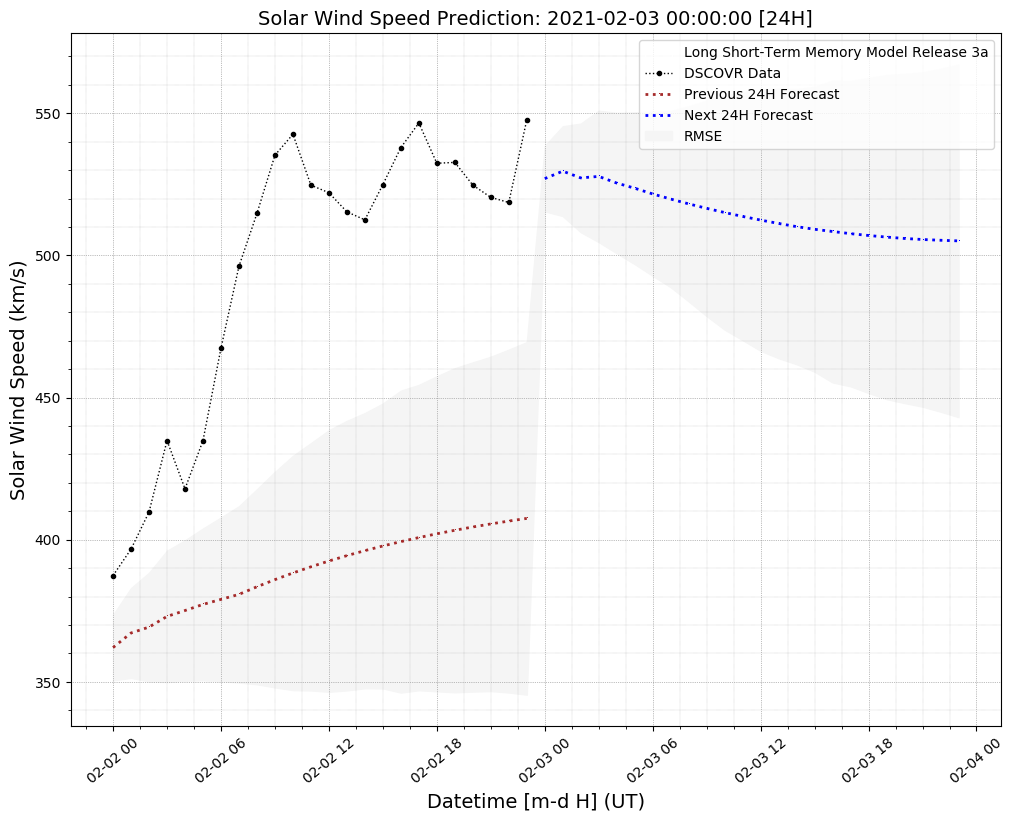 Solar Wind Speed Prediction: 2021-02-03 00:00:00 [24H]
Long Short-Term Memory Model Release 3a
DSCOVR Data
Previous 24H Forecast
Next 24H Forecast
RMSE
Solar Wind Speed (km/s)
550
500
450
400
350
02-02 00
02-02 06
02-02 12
02-02 18
02-03 00
02-03 06
02-03 12
02-03 18
02-04 00
Datetime [m-d H] (UT)